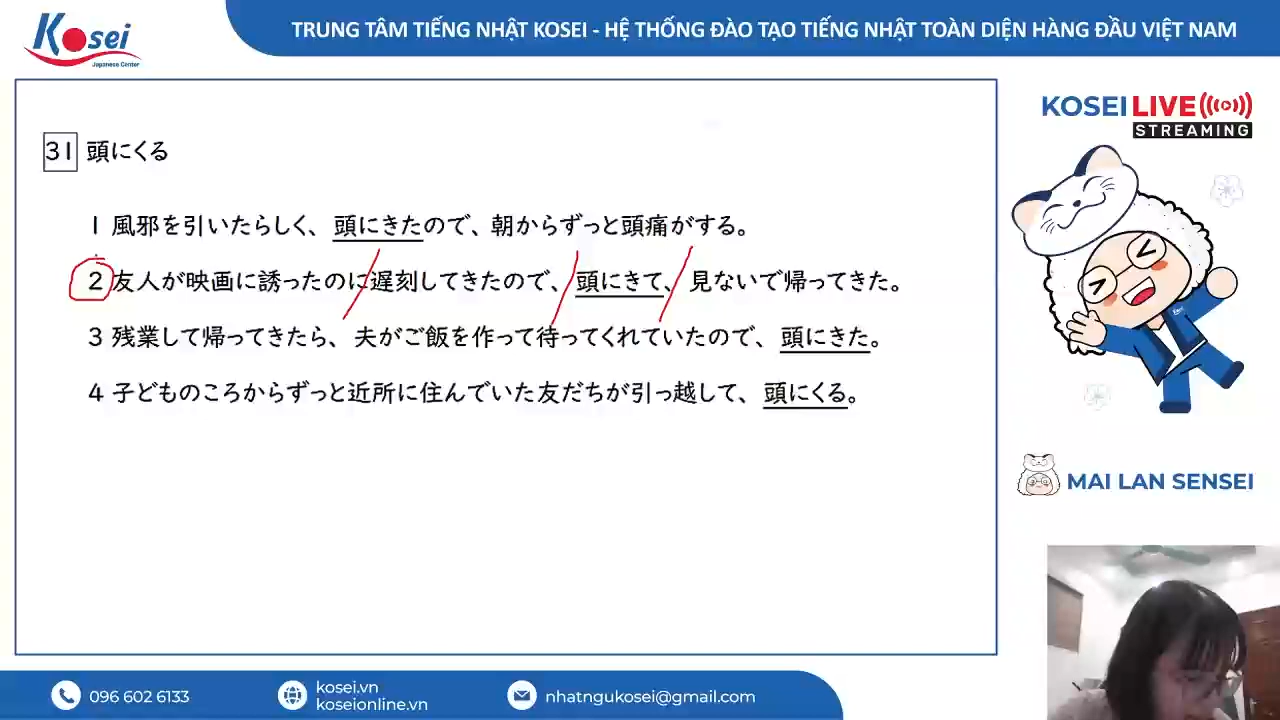 Kosei
Japanese Center
TRUNG TÂM TIẾNG NHẬT KOSEI - HỆ THỐNG ĐÀO TẠO TIẾNG NHẬT TOÀN DIỆN HÀNG ĐẦU VIỆT NAM
KOSEI LIVE
STREAMING
31 頭にくる
1 風邪を引いたらしく、頭にきたので、朝からずっと頭痛がする。
2 友人が映画に誘ったのに遅刻してきたので、頭にきて、見ないで帰ってきた。
3 残業して帰ってきたら、夫がご飯を作って待ってくれていたので、頭にきた。
4 子どものころからずっと近所に住んでいた友だちが引っ越して、頭にくる。
MAI LAN SENSEI
096 602 6133
kosei.vn
koseionline.vn
nhatngukosei@gmail.com